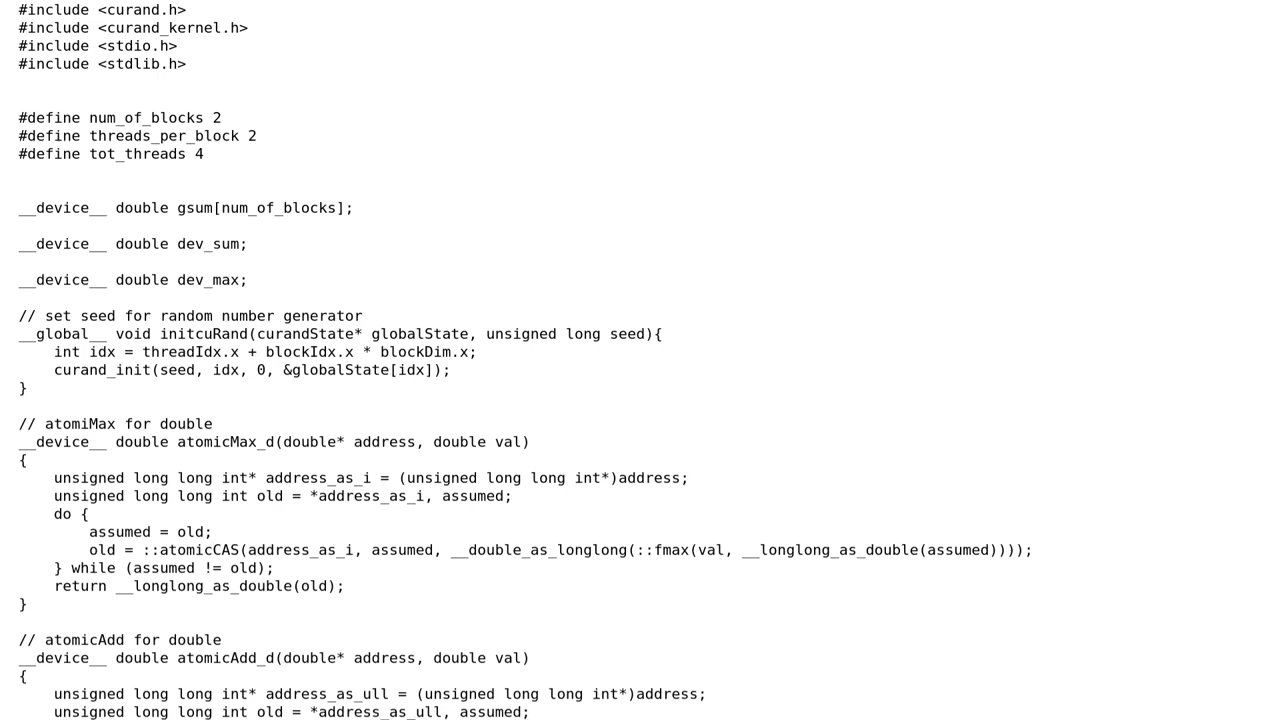 #include <curand.h>
#include <curand_kernel.h>
#include <stdio.h>
#include <stdlib.h>
#define num_of_blocks 2
#define threads_per_block 2
#define tot_threads 4
__device__ double gsum[num_of_blocks];
__device__ double dev_sum;
__device__ double dev_max;
// set seed for random number generator
__global__ void initcuRand(curandState* globalState, unsigned long seed){
    int idx = threadIdx.x + blockIdx.x * blockDim.x;
    curand_init(seed, idx, 0, &globalState[idx]);
}
// atomiMax for double
__device__ double atomicMax_d(double* address, double val)
{
    unsigned long long int* address_as_i = (unsigned long long int*)address;
    unsigned long long int old = *address_as_i, assumed;
    do {
        assumed = old;
        old = ::atomicCAS(address_as_i, assumed, __double_as_longlong(::fmax(val, __longlong_as_double(assumed))));
    } while (assumed != old);
    return __longlong_as_double(old);
}
// atomicAdd for double
__device__ double atomicAdd_d(double* address, double val)
{
    unsigned long long int* address_as_ull = (unsigned long long int*)address;
    unsigned long long int old = *address_as_ull, assumed;